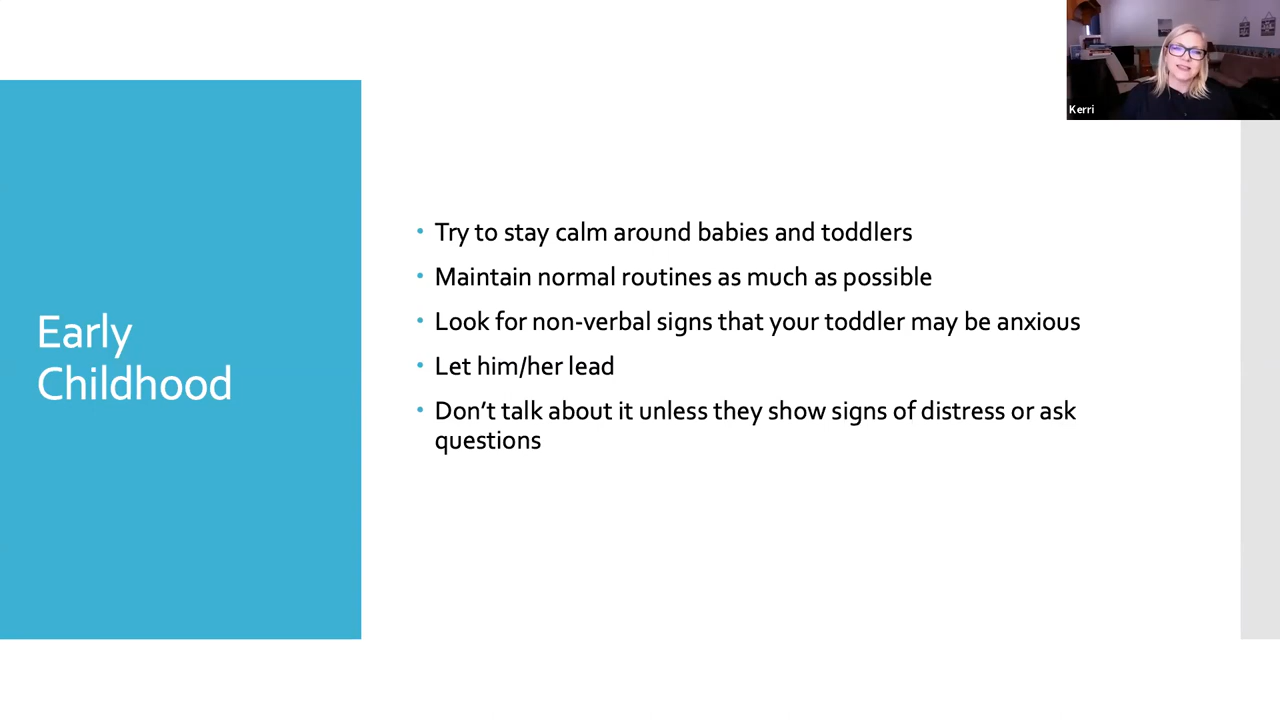 Kerri
Early
Childhood
• Try to stay calm around babies and toddlers
• Maintain normal routines as much as possible
• Look for non-verbal signs that your toddler may be anxious
• Let him/her lead
• Don’t talk about it unless they show signs of distress or ask
questions